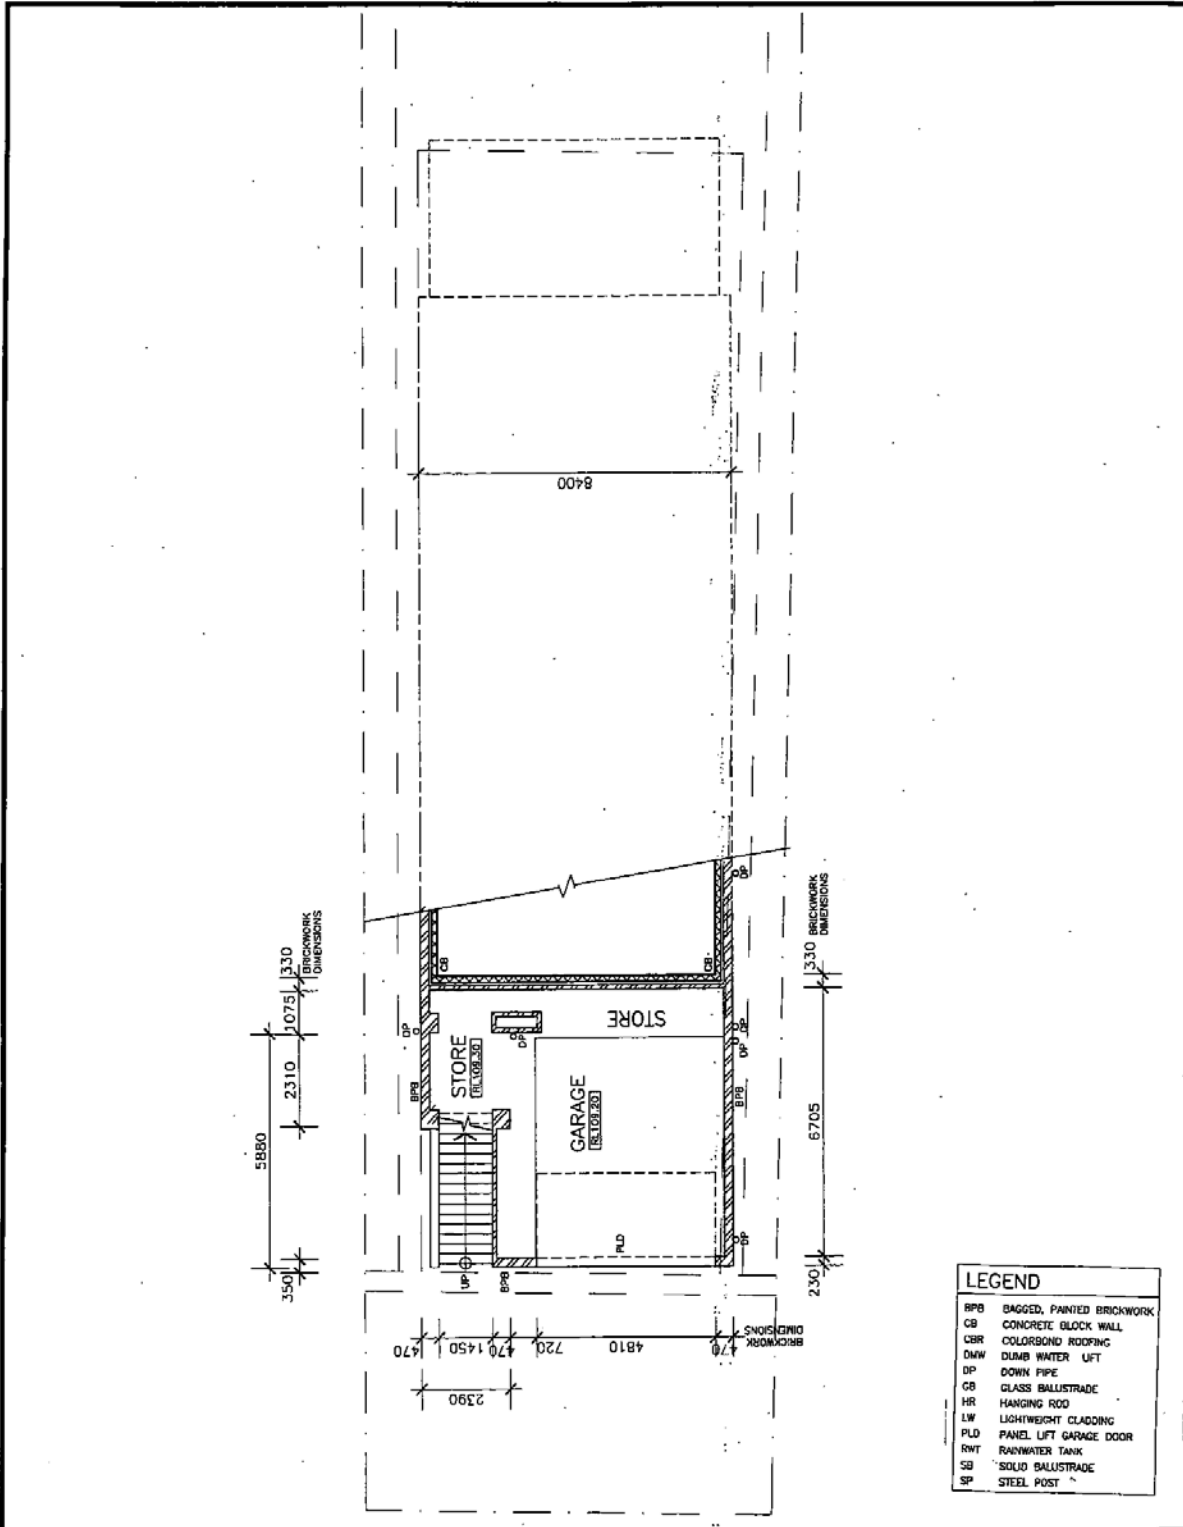 8400
BRICKWORK
DIMENSIONS
330
1075
2310
5880
350
DP
BPB
CB
CB
STORE
RL109.30
DP
STORE
GARAGE
RL109.20
PLD
UP
BPB
DP
DP
DP
BPB
DP
BRICKWORK
DIMENSIONS
330
6705
230
470
1450
470
720
4810
470
BRICKWORK
DIMENSIONS
2390
LEGEND
BPB BAGGED, PAINTED BRICKWORK
CB CONCRETE BLOCK WALL
CBR COLORBOND ROOFING
DMW DUMB WAITER LIFT
DP DOWN PIPE
GB GLASS BALUSTRADE
HR HANGING ROD
LW LIGHTWEIGHT CLADDING
PLD PANEL LIFT GARAGE DOOR
RWT RAINWATER TANK
SB SOLID BALUSTRADE
SP STEEL POST